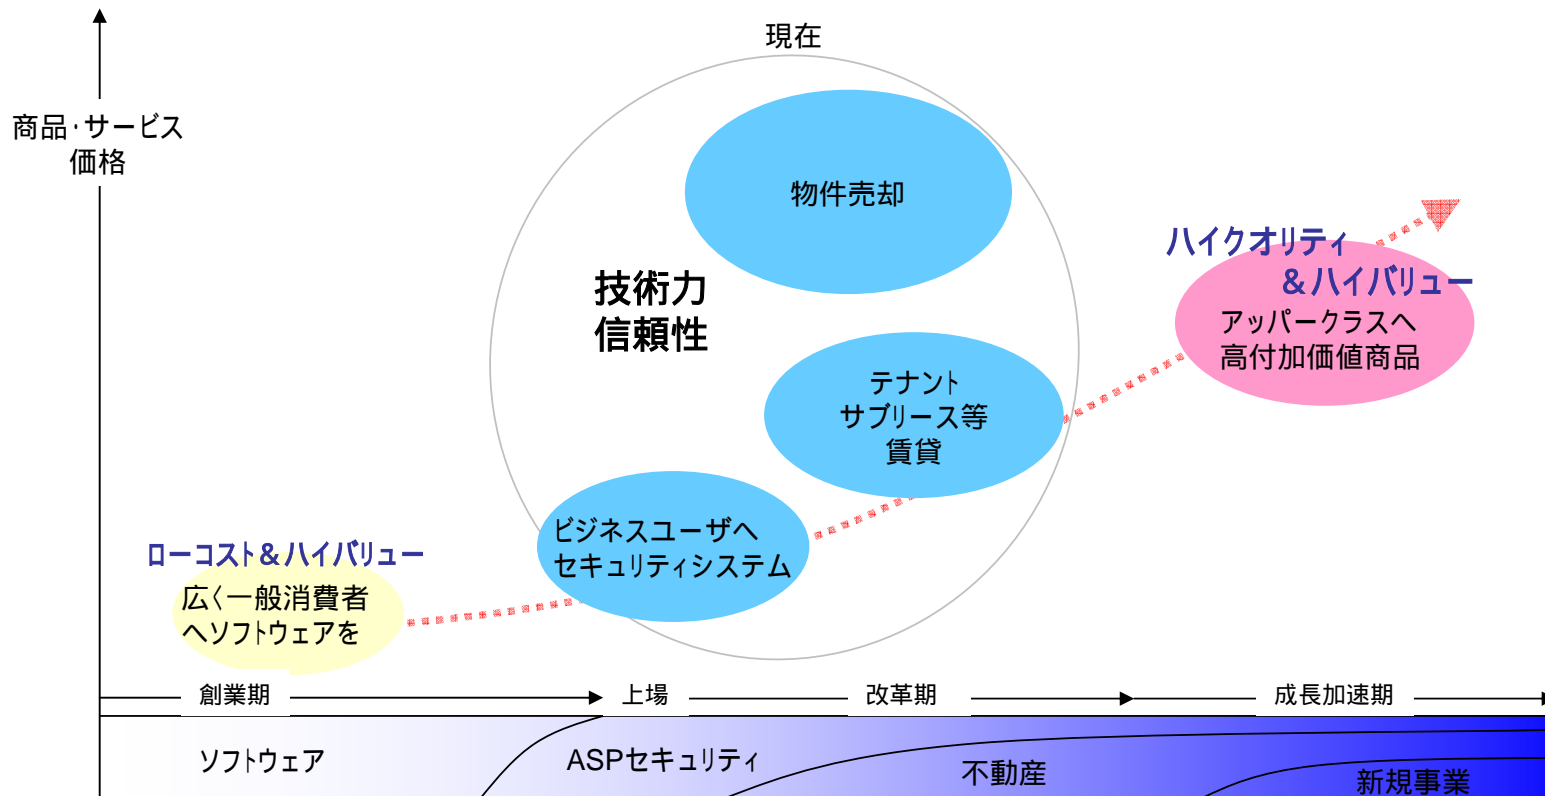 現在
商品・サービス
価格
物件売却
ハイクオリティ
&ハイバリュー
アッパークラスへ
高付加価値商品
技術力
信頼性
テナント
サブリース等
賃貸
ビジネスユーザへ
セキュリティシステム
ローコスト&ハイバリュー
広く一般消費者
へソフトウェアを
創業期
上場
改革期
成長加速期
ソフトウェア
ASPセキュリティ
不動産
新規事業